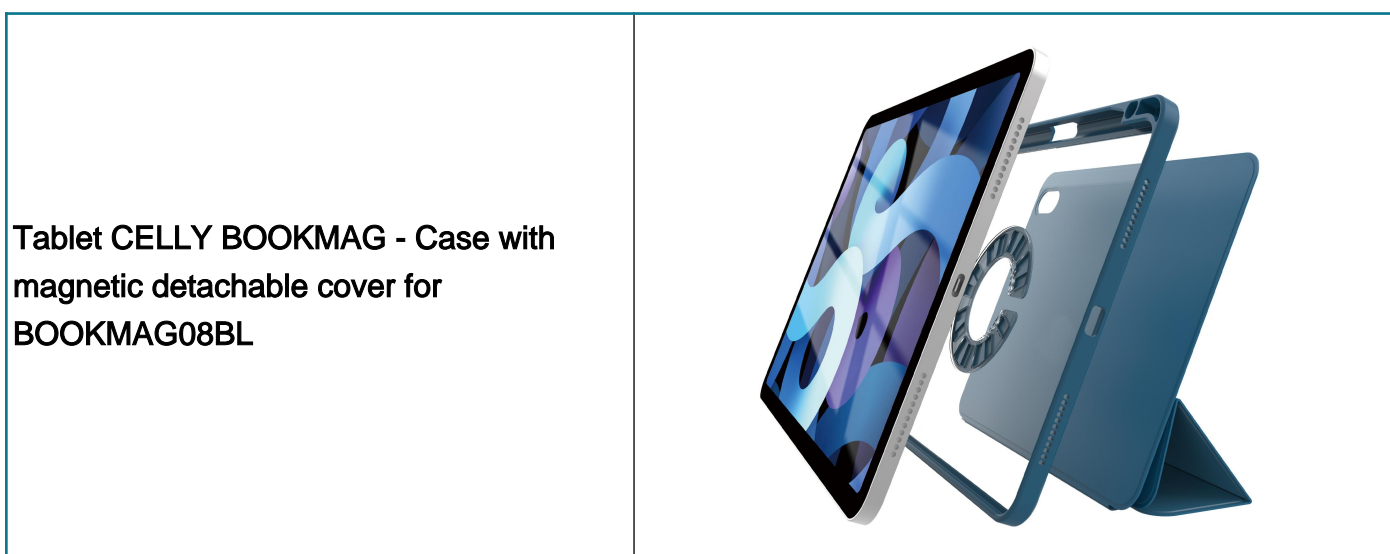 Tablet CELLY BOOKMAG - Case with
magnetic detachable cover for
BOOKMAG08BL